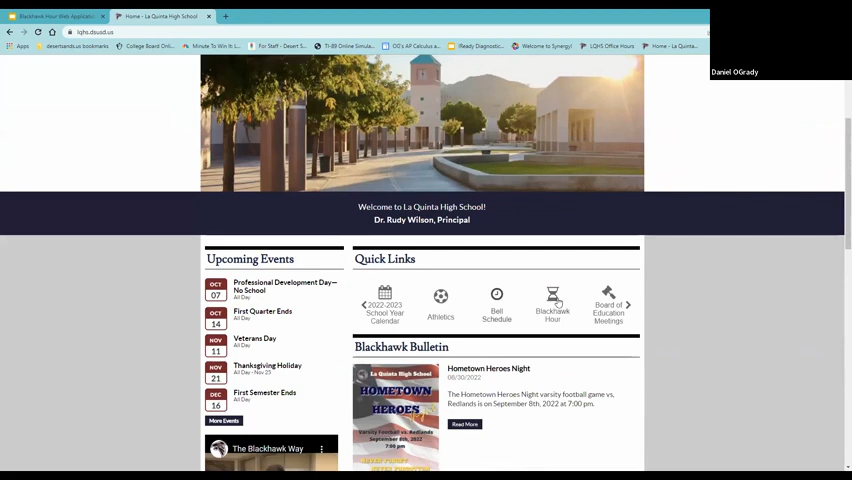 Blackhawk Hour Web Applicatio
Home - La Quinta High School
lqhs.dsusd.us
Apps
desertsands.us bookmarks
College Board Onli...
Minute To Win It: I...
For Staff - Desert S...
TI-89 Online Simula...
OG's AP Calculus a...
iReady Diagnostic...
Welcome to Synergy!
LQHS Office Hours
Home - La Quinta...
Daniel OGrady
Welcome to La Quinta High School!
Dr. Rudy Wilson, Principal
Upcoming Events
OCT
07
Professional Development Day—
No School
All Day
OCT
14
First Quarter Ends
All Day
NOV
11
Veterans Day
All Day
NOV
21
Thanksgiving Holiday
All Day - Nov 25
DEC
16
First Semester Ends
All Day
More Events
The Blackhawk Way
Quick Links
2022-2023
School Year
Calendar
Athletics
Bell
Schedule
Blackhawk
Hour
Board of
Education
Meetings
Blackhawk Bulletin
La Quinta High School
HOMETOWN
HEROES
Varsity Football vs. Redlands
September 8th, 2022
7:00 pm
Hometown Heroes Night
08/30/2022
The Hometown Heroes Night varsity football game vs.
Redlands is on September 8th, 2022 at 7:00 pm.
Read More